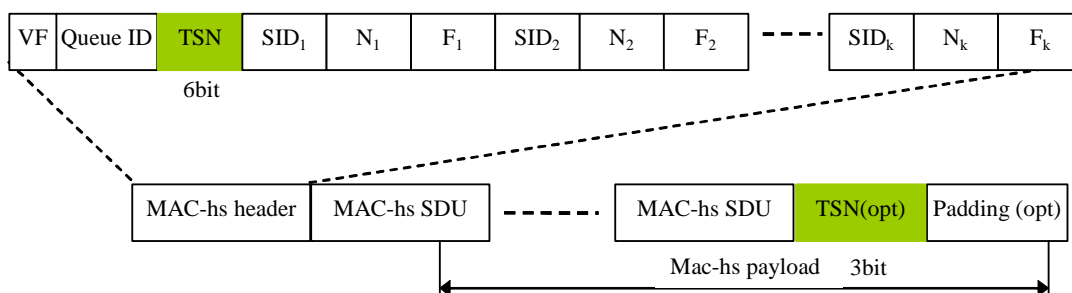 VF Queue ID TSN SID₁ N₁ F₁ SID₂ N₂ F₂ SIDₖ Nₖ Fₖ
6bit
MAC-hs header MAC-hs SDU MAC-hs SDU TSN(opt) Padding (opt)
Mac-hs payload 3bit